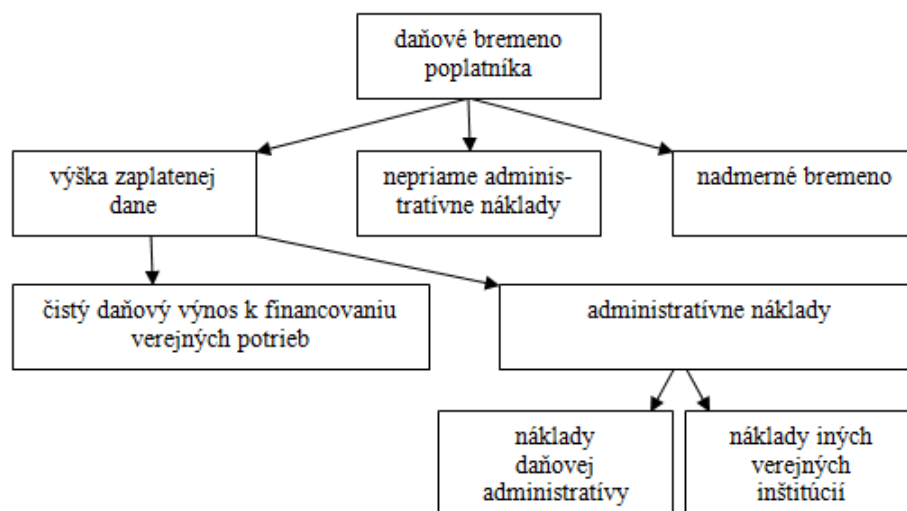 daňové bremeno
poplatníka
výška zaplatenej
dane
nepriame adminis-
tratívne náklady
nadmerné bremeno
čistý daňový výnos k financovaniu
verejných potrieb
administratívne náklady
náklady
daňovej
administratívy
náklady iných
verejných
inštitúcií